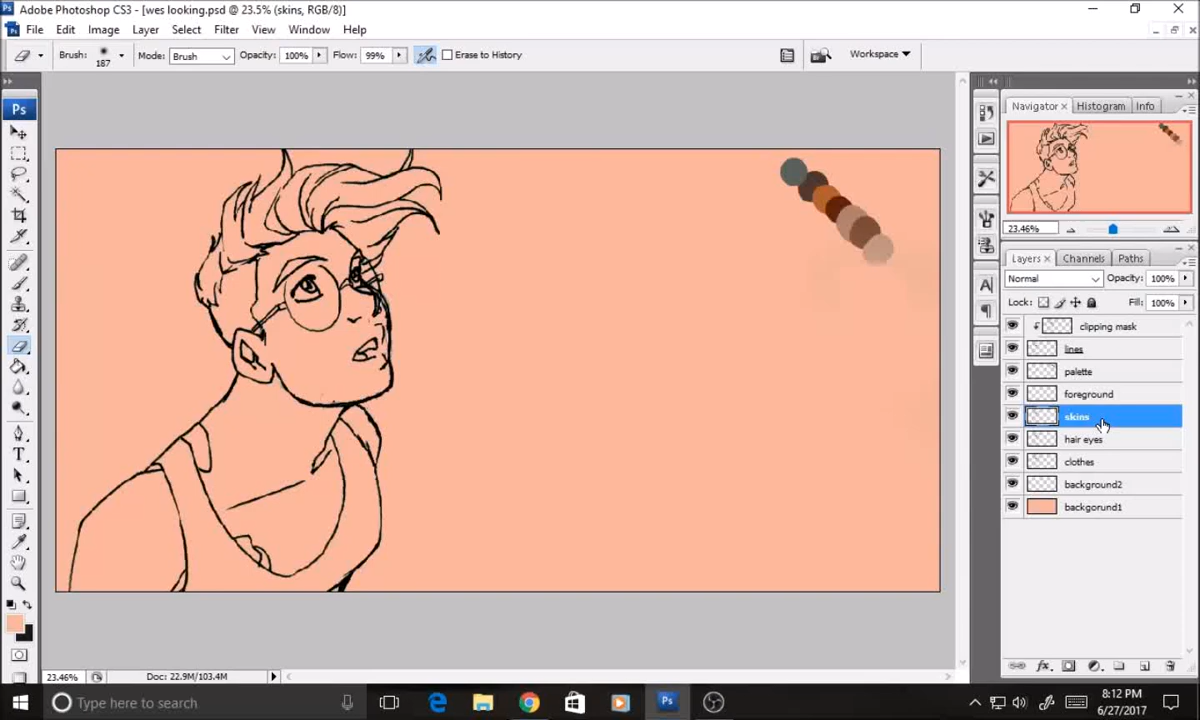 Adobe Photoshop CS3 - [wes looking.psd @ 23.5% (skins, RGB/8)]
File Edit Image Layer Select Filter View Window Help
Brush: 187 Mode: Brush Opacity: 100% Flow: 99% Erase to History Workspace
Ps
Navigator × Histogram Info
23.46%
Layers × Channels Paths
Normal Opacity: 100%
Lock: Fill: 100%
clipping mask
lines
palette
foreground
skins
hair eyes
clothes
background2
backgorund1
T
A
fx
23.46% Doc: 22.9M/103.4M
Type here to search
Ps
8:12 PM
6/27/2017